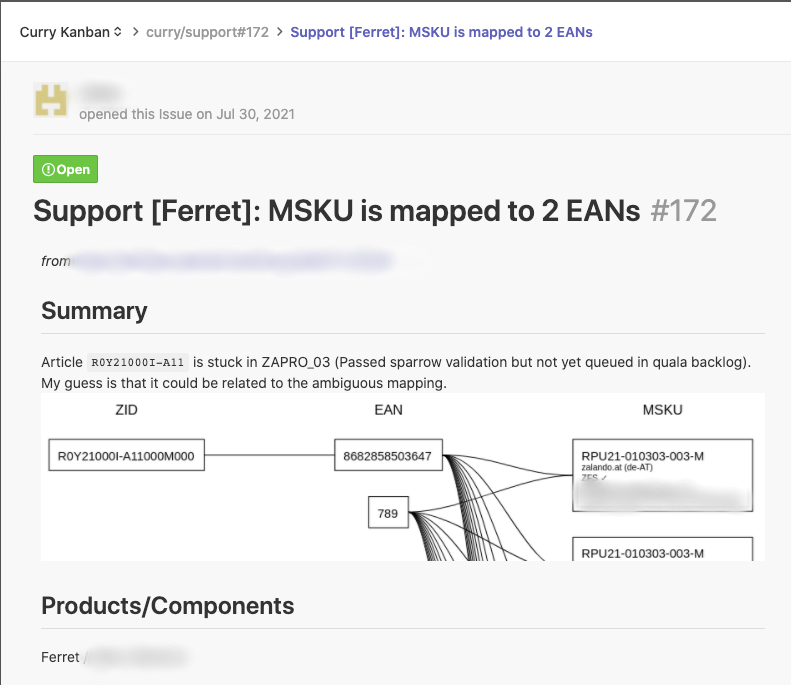 Curry Kanban > curry/support#172 > Support [Ferret]: MSKU is mapped to 2 EANs
opened this Issue on Jul 30, 2021
Open
Support [Ferret]: MSKU is mapped to 2 EANs #172
from
Summary
Article R0Y21000I-A11 is stuck in ZAPRO_03 (Passed sparrow validation but not yet queued in quala backlog).
My guess is that it could be related to the ambiguous mapping.
ZID EAN MSKU
R0Y21000I-A11000M000 8682858503647 RPU21-010303-003-M
zalando.at (de-AT)
ZFS ✓
789
RPU21-010303-003-M
Products/Components
Ferret /